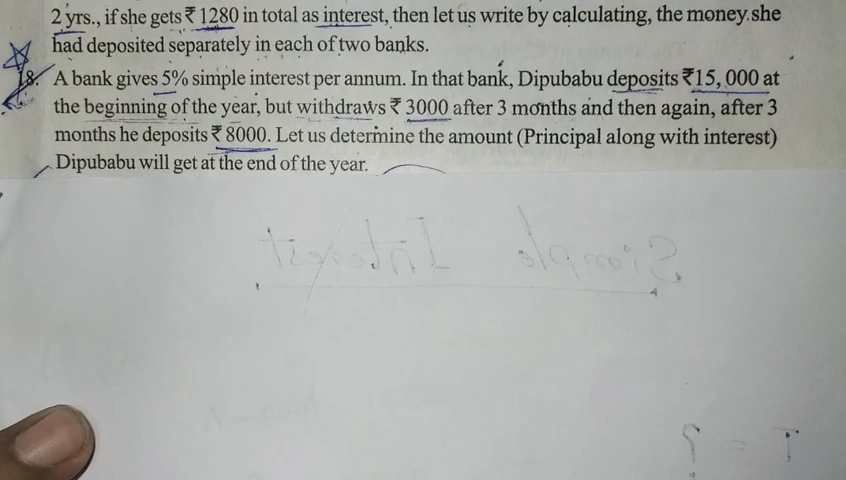 2 yrs., if she gets ₹ 1280 in total as interest, then let us write by calculating, the money she
had deposited separately in each of two banks.
18. A bank gives 5% simple interest per annum. In that bank, Dipubabu deposits ₹15, 000 at
the beginning of the year, but withdraws ₹ 3000 after 3 months and then again, after 3
months he deposits ₹ 8000. Let us determine the amount (Principal along with interest)
Dipubabu will get at the end of the year.
Simple Interest
I = ?